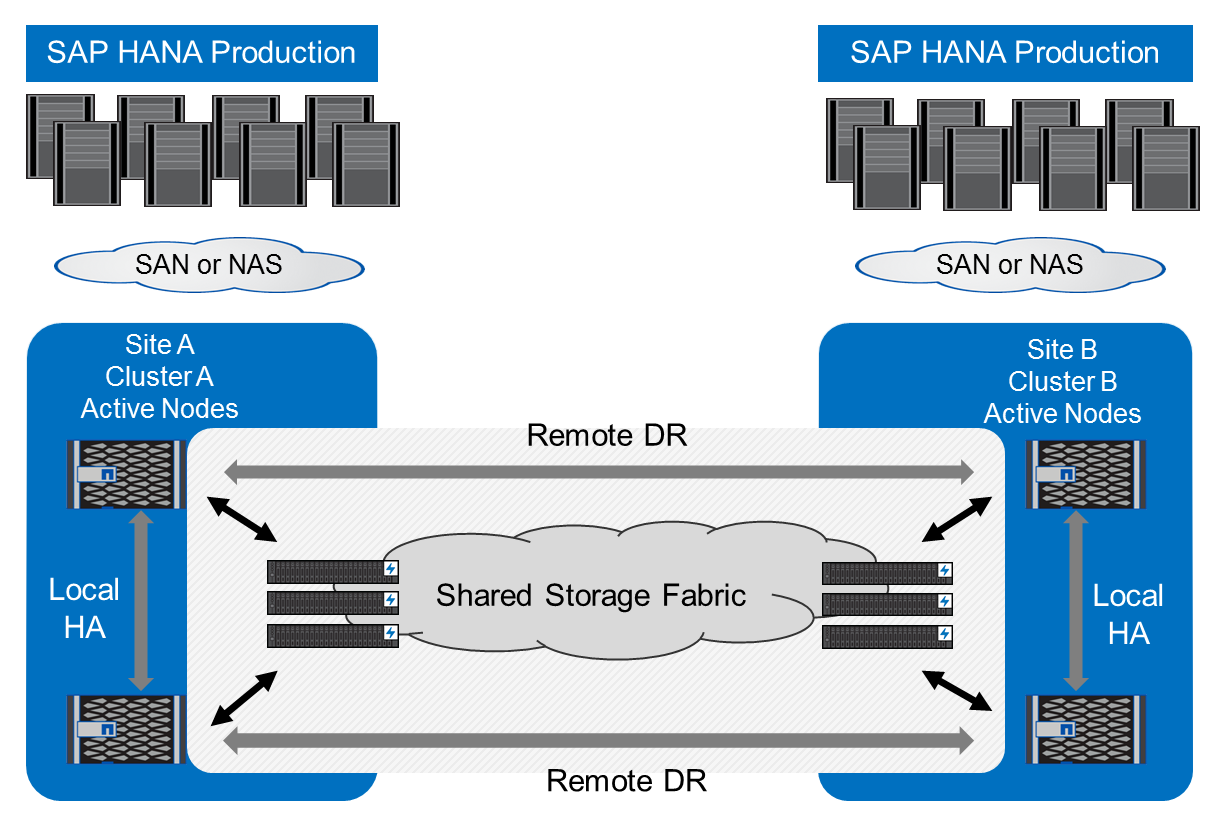 SAP HANA Production
SAP HANA Production
SAN or NAS
SAN or NAS
Site A
Cluster A
Active Nodes
Site B
Cluster B
Active Nodes
Remote DR
Local
HA
Shared Storage Fabric
Local
HA
Remote DR